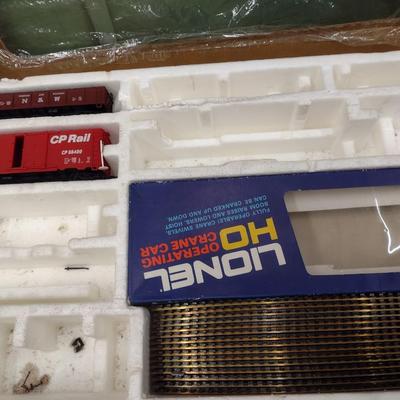 N&W
CP Rail
CP 56400
LIONEL
HO
OPERATING
CRANE CAR
FULLY OPERABLE! CRANE SWIVELS,
BOOM RAISES AND LOWERS, HOIST
CAN BE CRANKED UP AND DOWN.